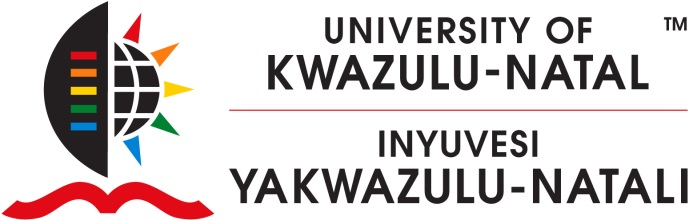 UNIVERSITY OF ™
KWAZULU-NATAL
INYUVESI
YAKWAZULU-NATALI